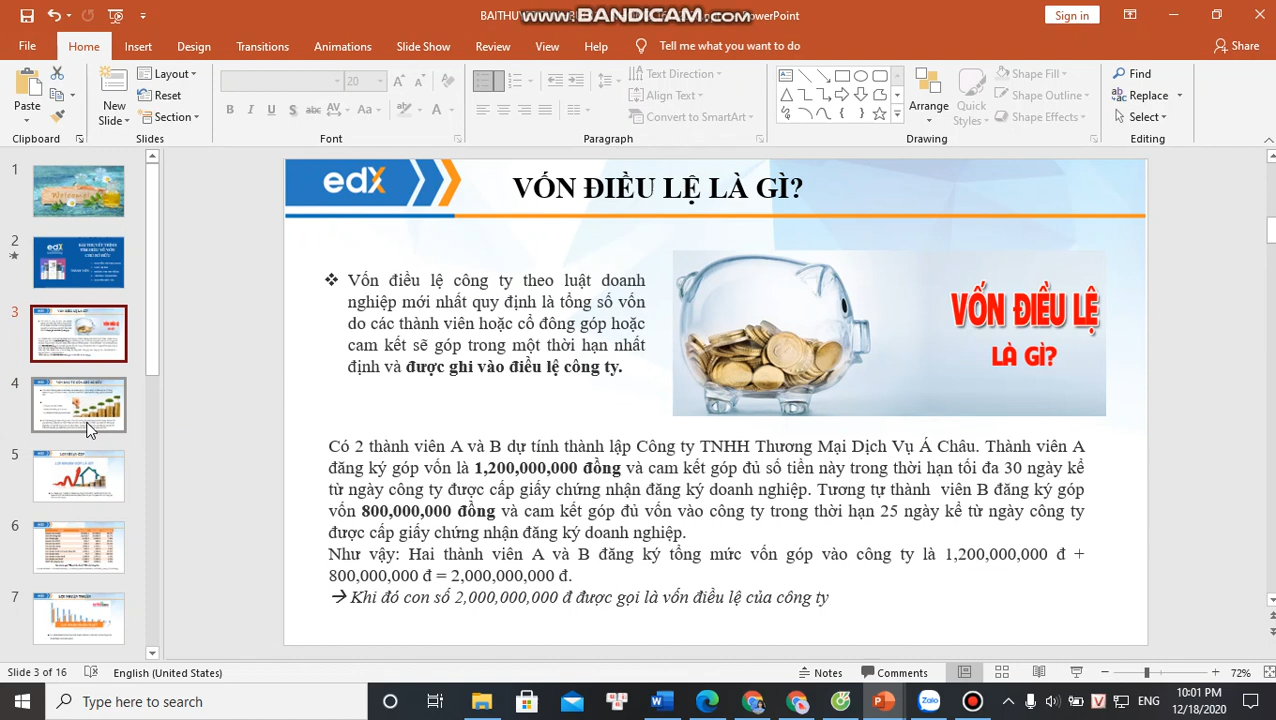 BAITHUY
www.BANDICAM.com
PowerPoint
Sign in
File
Home
Insert
Design
Transitions
Animations
Slide Show
Review
View
Help
Tell me what you want to do
Share
Paste
New
Slide
Layout
Reset
Section
20
Text Direction
Align Text
Convert to SmartArt
Arrange
Quick
Styles
Shape Fill
Shape Outline
Shape Effects
Find
Replace
Select
Clipboard
Slides
Font
Paragraph
Drawing
Editing
1
Welcome
2
edX
3
4
5
6
7
edX
VỐN ĐIỀU LỆ LÀ GÌ?
❖ Vốn điều lệ công ty theo luật doanh
nghiệp mới nhất quy định là tổng số vốn
do các thành viên hoặc cổ đông góp hoặc
cam kết sẽ góp trong một thời hạn nhất
định và được ghi vào điều lệ công ty.
VỐN ĐIỀU LỆ
LÀ GÌ?
Có 2 thành viên A và B dự tính thành lập Công ty TNHH Thương Mại Dịch Vụ Á Châu. Thành viên A
đăng ký góp vốn là 1,200,000,000 đồng và cam kết góp đủ số tiền này trong thời hạn tối đa 30 ngày kể
từ ngày công ty được cấp giấy chứng nhận đăng ký doanh nghiệp. Tương tự thành viên B đăng ký góp
vốn 800,000,000 đồng và cam kết góp đủ vốn vào công ty trong thời hạn 25 ngày kể từ ngày công ty
được cấp giấy chứng nhận đăng ký doanh nghiệp
Như vậy: Hai thành viên A và B đăng ký tổng mức vốn góp vào công ty là 1,200,000,000 đ +
800,000,000 đ = 2,000,000,000 đ.
→ Khi đó con số 2,000,000,000 đ được gọi là vốn điều lệ của công ty
Slide 3 of 16
English (United States)
Notes
Comments
72%
Type here to search
ENG
10:01 PM
12/18/2020